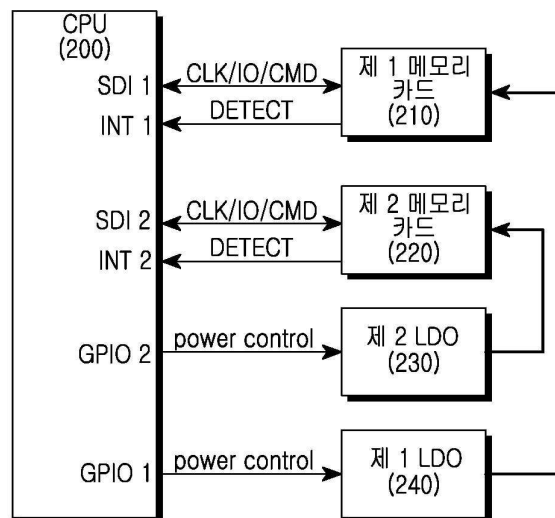 CPU
(200)
SDI 1
CLK/IO/CMD
제 1 메모리
카드
(210)
INT 1
DETECT
SDI 2
CLK/IO/CMD
제 2 메모리
카드
(220)
INT 2
DETECT
GPIO 2
power control
제 2 LDO
(230)
GPIO 1
power control
제 1 LDO
(240)